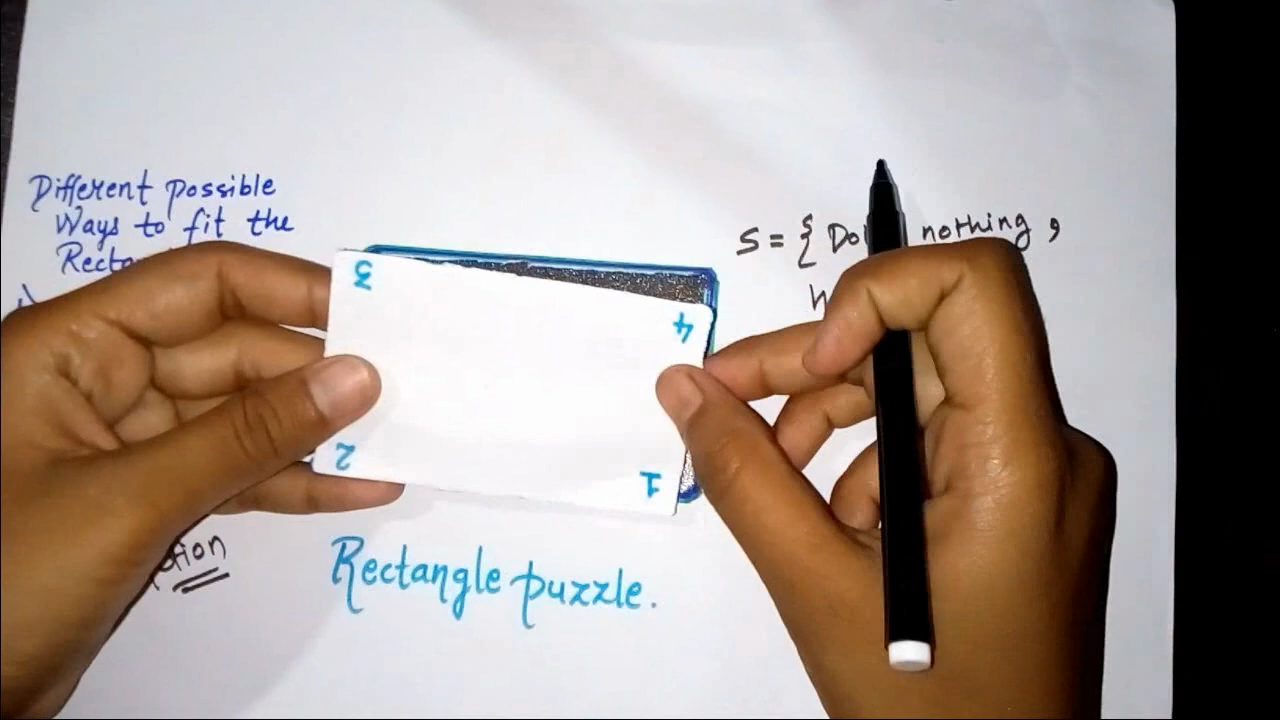 Different possible
Ways to fit the
S = { Do nothing ,
3
4
2
1
Rectangle puzzle.